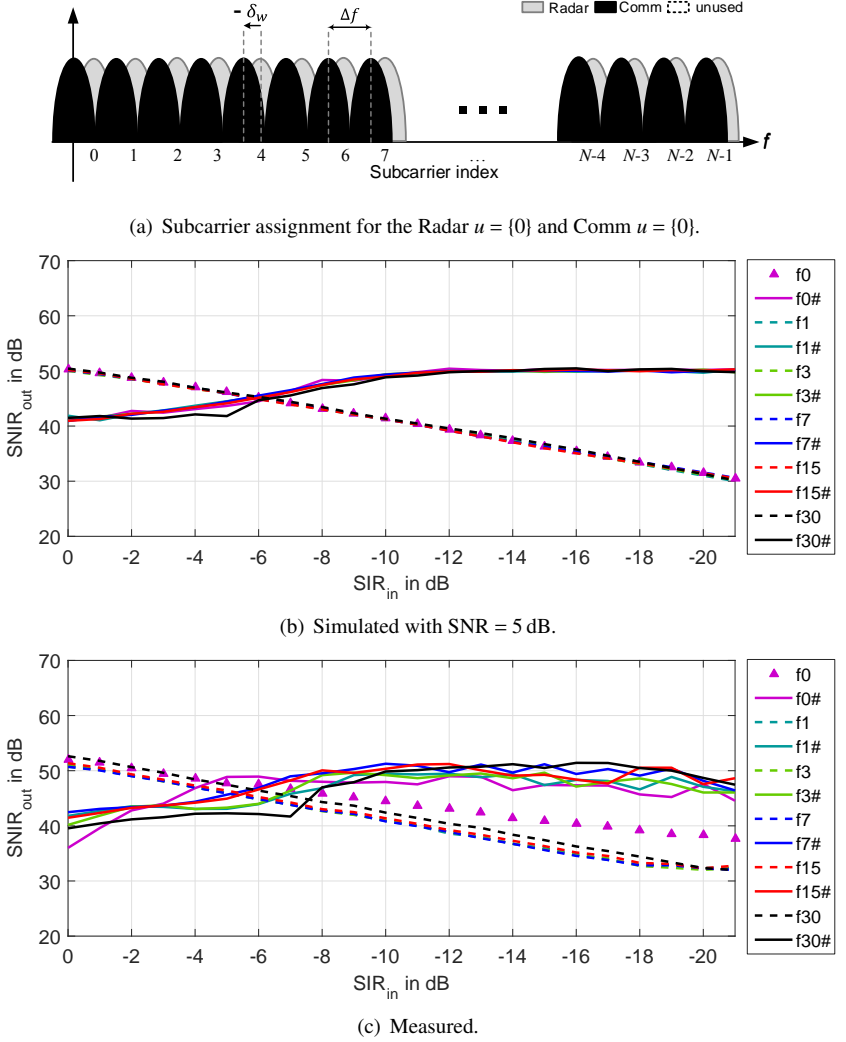 Radar Comm unused
- δw Δf
f
0 1 2 3 4 5 6 7 ... N-4 N-3 N-2 N-1
Subcarrier index
(a) Subcarrier assignment for the Radar u = {0} and Comm u = {0}.
70
60
50
40
30
20
SNIRout in dB
0 -2 -4 -6 -8 -10 -12 -14 -16 -18 -20
SIRin in dB
f0
f0#
f1
f1#
f3
f3#
f7
f7#
f15
f15#
f30
f30#
(b) Simulated with SNR = 5 dB.
70
60
50
40
30
20
SNIRout in dB
0 -2 -4 -6 -8 -10 -12 -14 -16 -18 -20
SIRin in dB
f0
f0#
f1
f1#
f3
f3#
f7
f7#
f15
f15#
f30
f30#
(c) Measured.